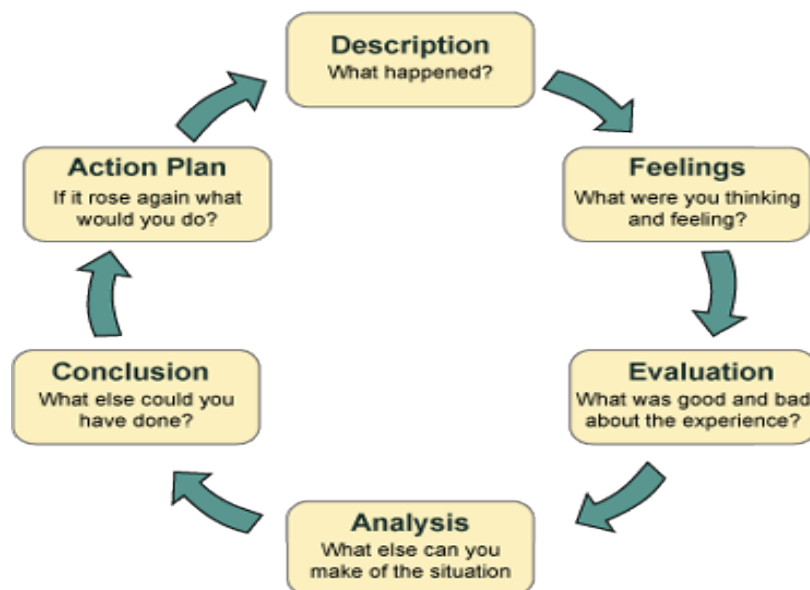 Description
What happened?
Feelings
What were you thinking
and feeling?
Evaluation
What was good and bad
about the experience?
Analysis
What else can you
make of the situation
Conclusion
What else could you
have done?
Action Plan
If it rose again what
would you do?